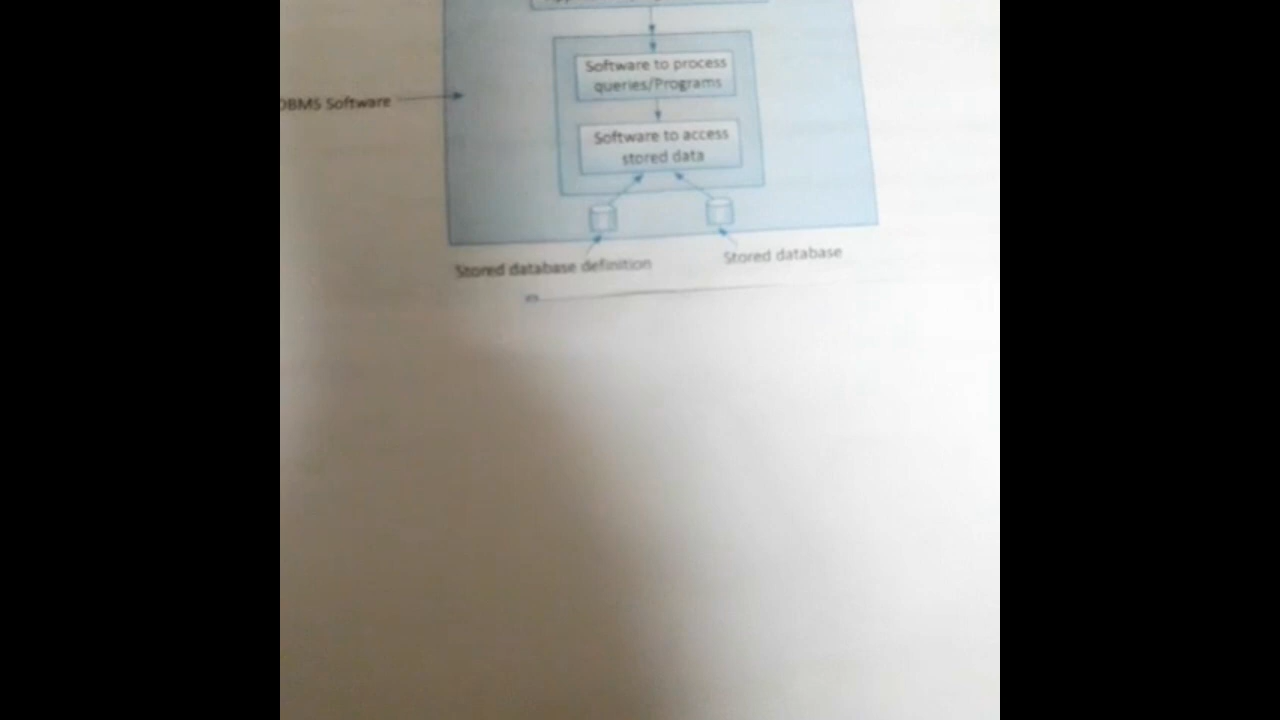 Software to process
queries/Programs
DBMS Software
Software to access
stored data
Stored database definition
Stored database